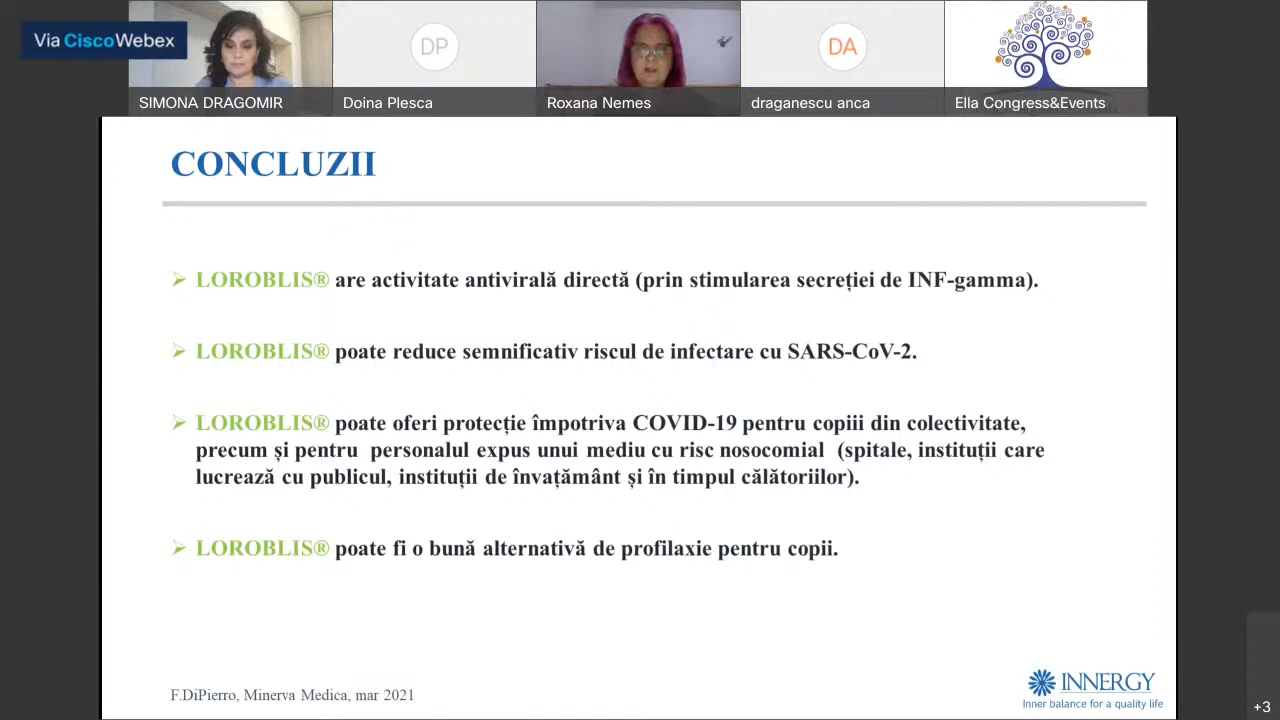 Via CiscoWebex
DP
DA
SIMONA DRAGOMIR
Doina Plesca
Roxana Nemes
draganescu anca
Ella Congress&Events
CONCLUZII
➢ LOROBLIS® are activitate antivirală directă (prin stimularea secreției de INF-gamma).
➢ LOROBLIS® poate reduce semnificativ riscul de infectare cu SARS-CoV-2.
➢ LOROBLIS® poate oferi protecție împotriva COVID-19 pentru copiii din colectivitate,
precum și pentru personalul expus unui mediu cu risc nosocomial (spitale, instituții care
lucrează cu publicul, instituții de învațământ și în timpul călătoriilor).
➢ LOROBLIS® poate fi o bună alternativă de profilaxie pentru copii.
F.DiPierro, Minerva Medica, mar 2021
INNERGY
Inner balance for a quality life
+3